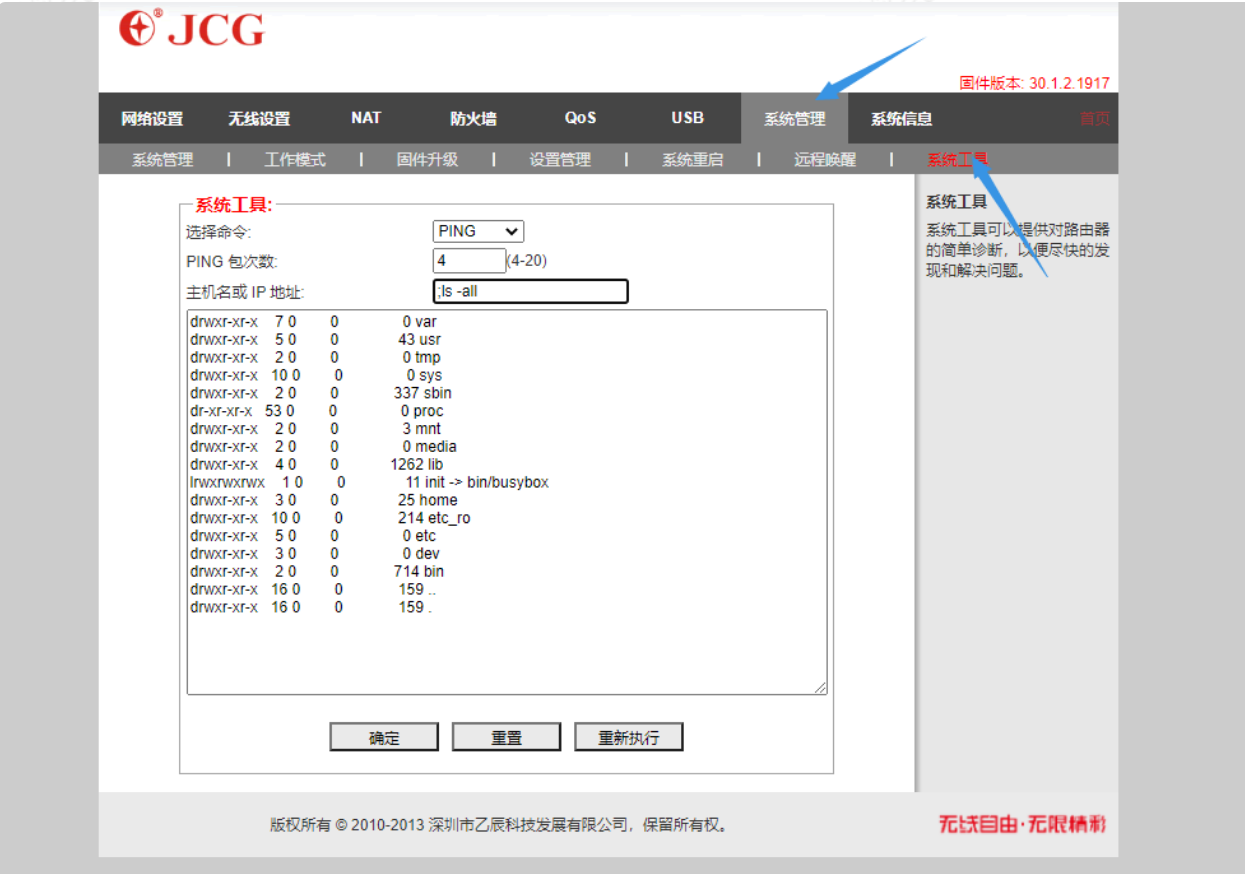 JCG
固件版本: 30.1.2.1917
网络设置 无线设置 NAT 防火墙 QoS USB 系统管理 系统信息 首页
系统管理 | 工作模式 | 固件升级 | 设置管理 | 系统重启 | 远程唤醒 | 系统工具
系统工具:
选择命令: PING
PING 包次数: 4 (4-20)
主机名或 IP 地址: ;ls -all
drwxr-xr-x 7 0 0 0 var
drwxr-xr-x 5 0 0 43 usr
drwxr-xr-x 2 0 0 0 tmp
drwxr-xr-x 10 0 0 0 sys
drwxr-xr-x 2 0 0 337 sbin
dr-xr-xr-x 53 0 0 0 proc
drwxr-xr-x 2 0 0 3 mnt
drwxr-xr-x 2 0 0 0 media
drwxr-xr-x 4 0 0 1262 lib
lrwxrwxrwx 1 0 0 11 init -> bin/busybox
drwxr-xr-x 3 0 0 25 home
drwxr-xr-x 10 0 0 214 etc_ro
drwxr-xr-x 5 0 0 0 etc
drwxr-xr-x 3 0 0 0 dev
drwxr-xr-x 2 0 0 714 bin
drwxr-xr-x 16 0 0 159 ..
drwxr-xr-x 16 0 0 159 .
确定 重置 重新执行
系统工具
系统工具可以提供对路由器
的简单诊断，以便尽快的发
现和解决问题。
版权所有 © 2010-2013 深圳市乙辰科技发展有限公司，保留所有权。
无线自由·无限精彩